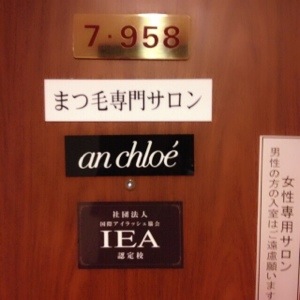 7・958
まつ毛専門サロン
an chloé
社団法人
国際アイラッシュ協会
IEA
認定校
女性専用サロン
男性の方の入室はご遠慮願います